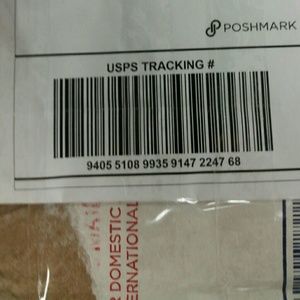 POSHMARK
USPS TRACKING #
9405 5108 9935 9147 2247 68
R DOMESTIC
ERNATIONAL